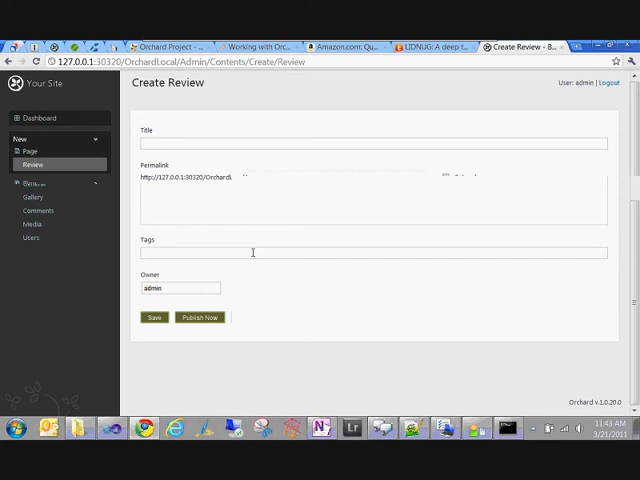 Orchard Project -
Working with Orc...
Amazon.com: Qu...
LIDNUG: A deep t
Create Review - B...
127.0.0.1:30320/OrchardLocal/Admin/Contents/Create/Review
Your Site
Create Review
User: admin | Logout
Dashboard
New
Page
Review
Gallery
Comments
Media
Users
Title
Permalink
http://127.0.0.1:30320/OrchardL
Tags
Owner
admin
Save
Publish Now
Orchard v.1.0.20.0
Lr
11:43 AM
3/21/2011